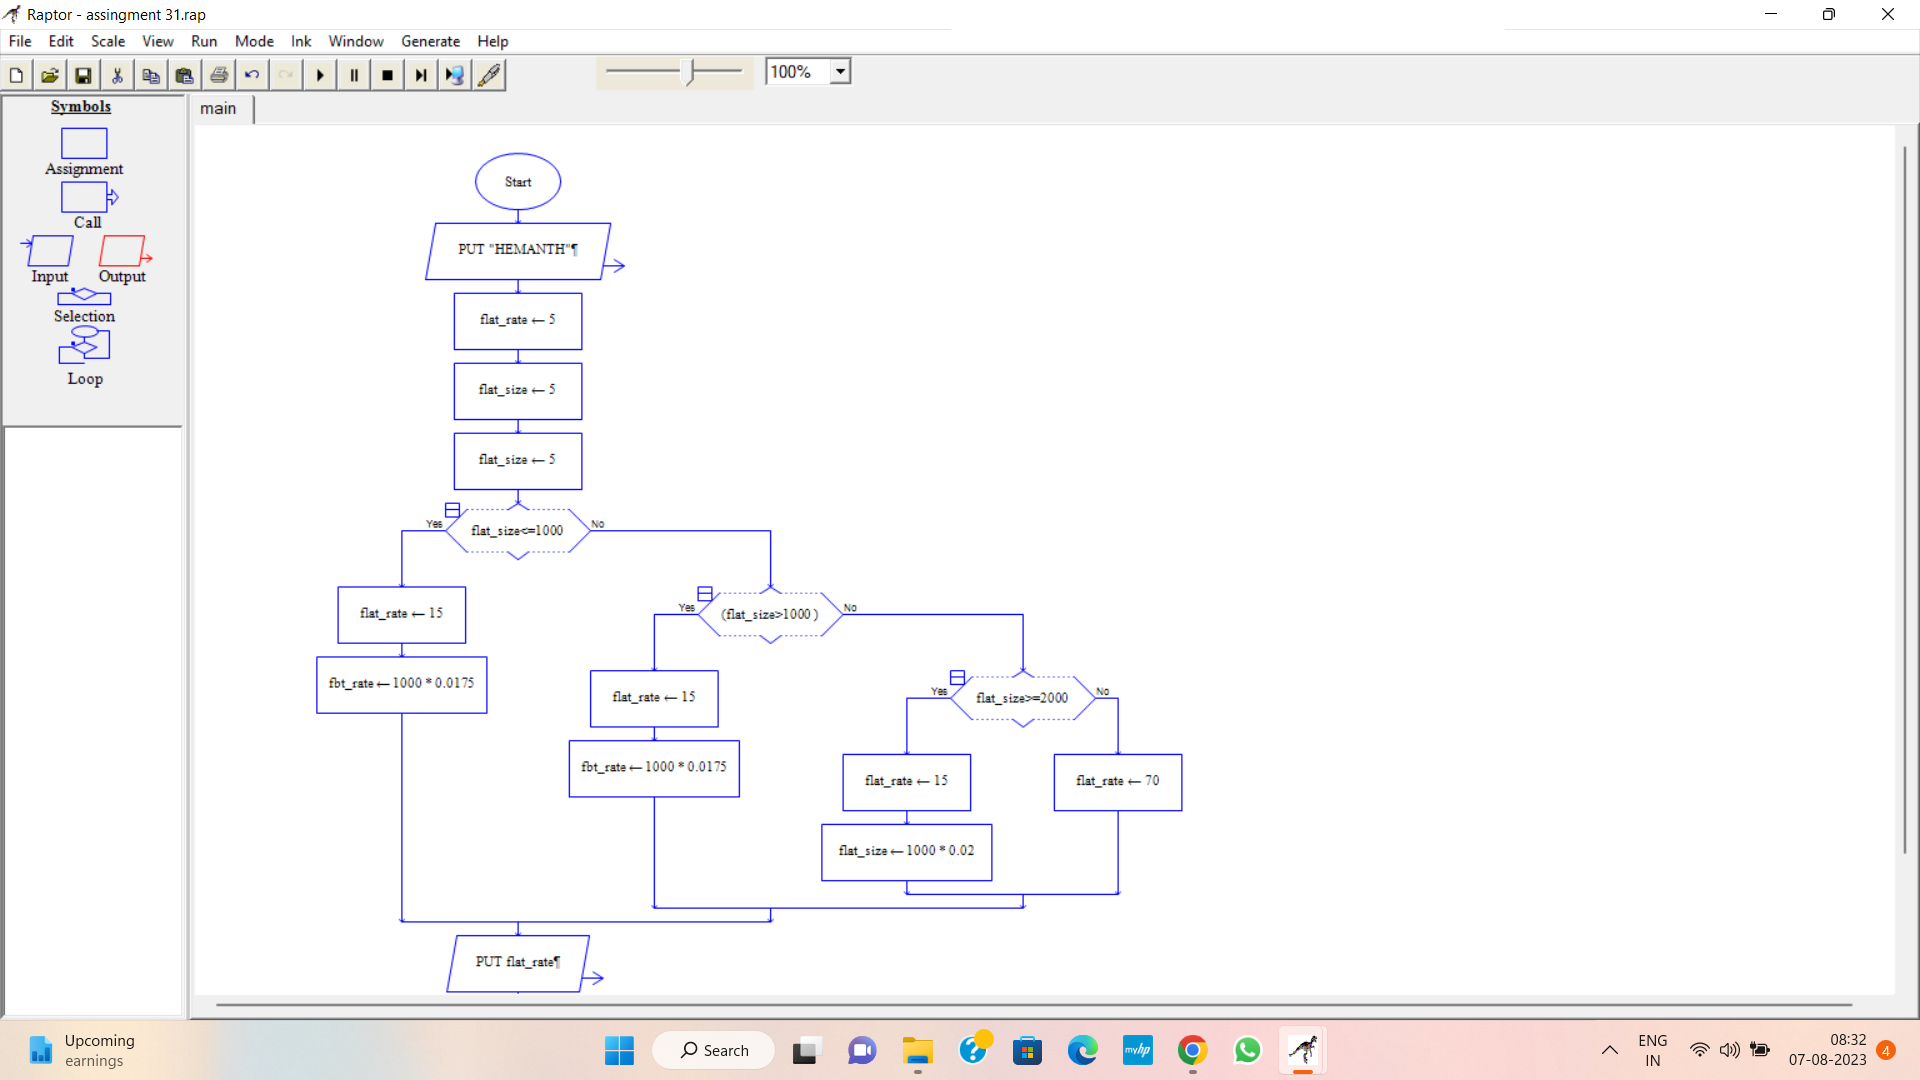 Raptor - assingment 31.rap
File Edit Scale View Run Mode Ink Window Generate Help
100%
Symbols
Assignment
Call
Input Output
Selection
Loop
main
Start
PUT "HEMANTH"¶
flat_rate ← 5
flat_size ← 5
flat_size ← 5
Yes
flat_size<=1000
No
flat_rate ← 15
fbt_rate ← 1000 * 0.0175
Yes
(flat_size>1000 )
No
flat_rate ← 15
fbt_rate ← 1000 * 0.0175
Yes
flat_size>=2000
No
flat_rate ← 15
flat_size ← 1000 * 0.02
flat_rate ← 70
PUT flat_rate¶
Upcoming
earnings
Search
myhp
ENG
IN
08:32
07-08-2023
4